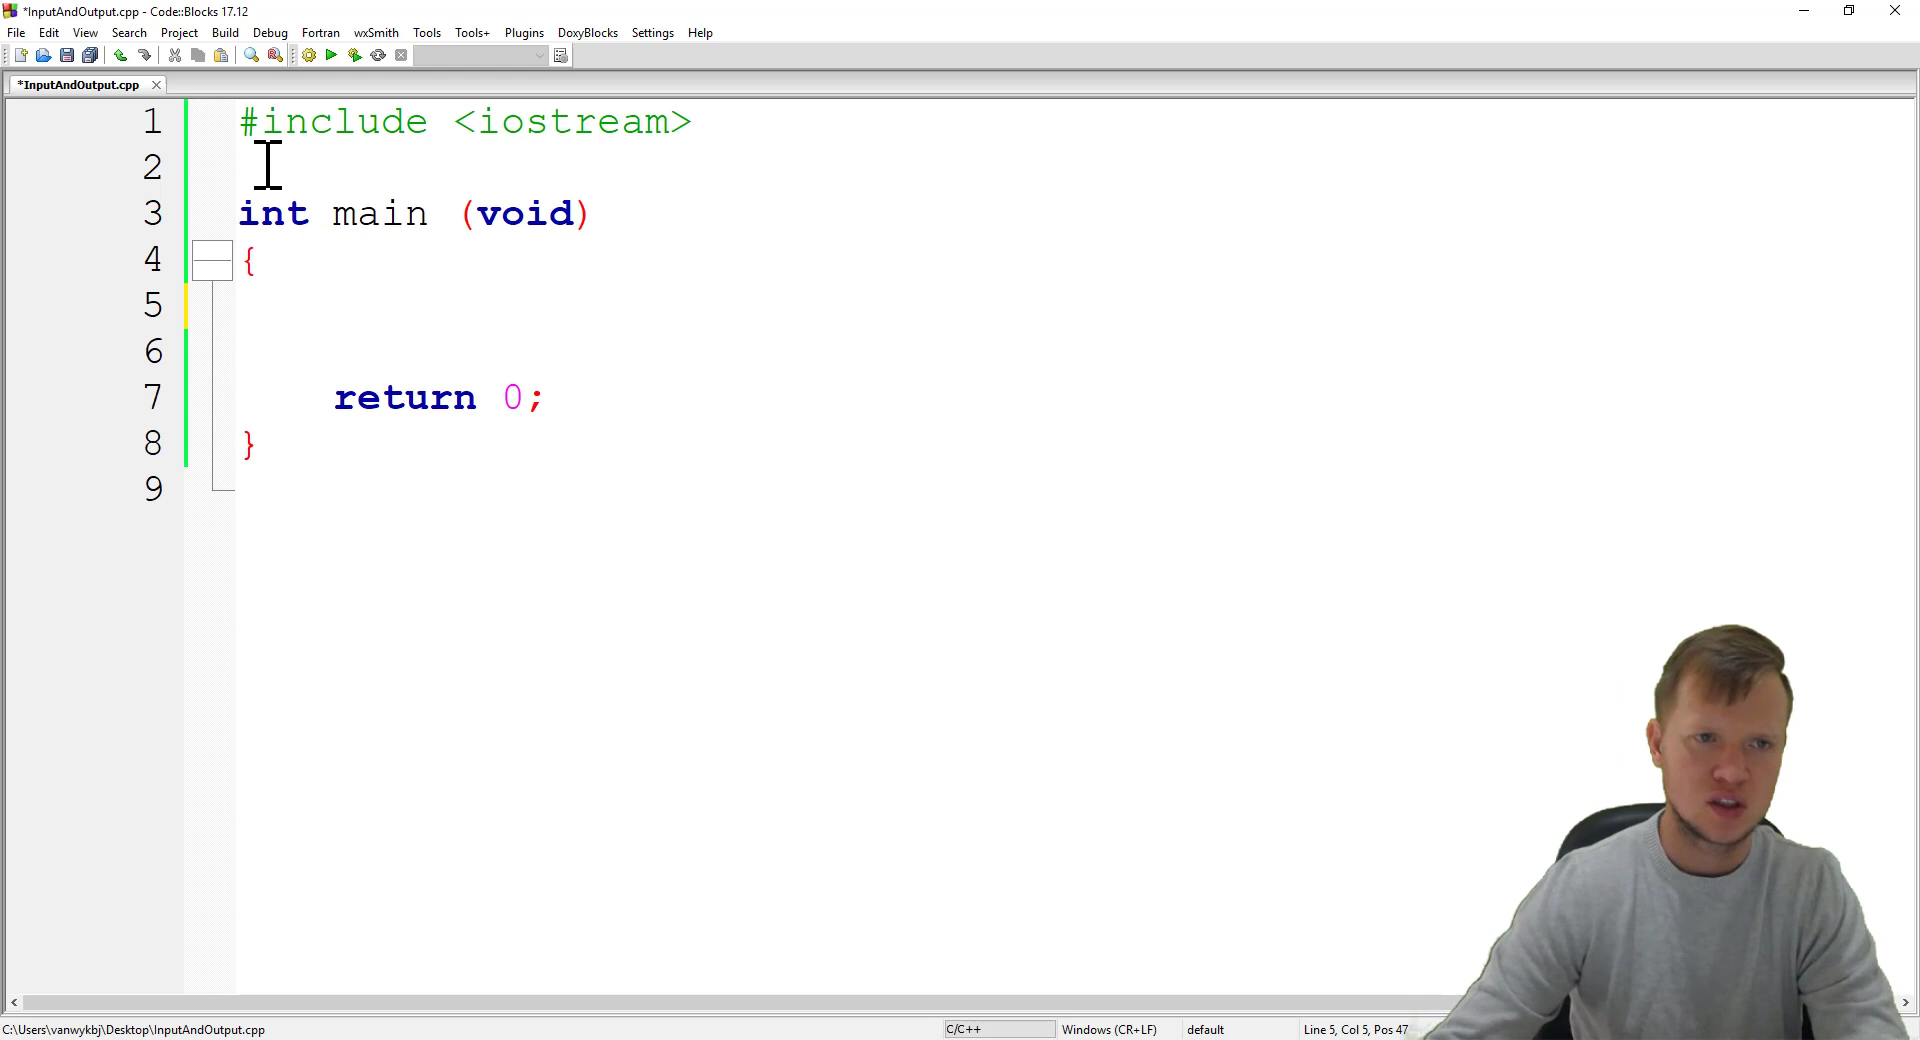 *InputAndOutput.cpp - Code::Blocks 17.12
File Edit View Search Project Build Debug Fortran wxSmith Tools Tools+ Plugins DoxyBlocks Settings Help
*InputAndOutput.cpp
1 #include <iostream>
2
3 int main (void)
4 {
5
6
7 return 0;
8 }
9
C:\Users\vanwykbj\Desktop\InputAndOutput.cpp C/C++ Windows (CR+LF) default Line 5, Col 5, Pos 47